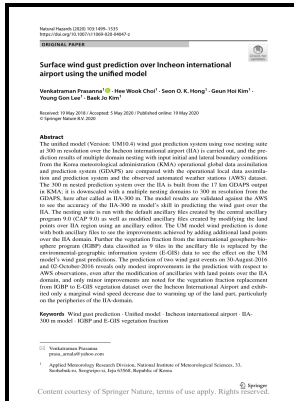 Natural Hazards (2020) 103:1499–1535
https://doi.org/10.1007/s11069-020-04047-z
ORIGINAL PAPER
Surface wind gust prediction over Incheon international
airport using the unified model
Venkatraman Prasanna¹ · Hee Wook Choi¹ · Seon O. K. Hong¹ · Geun Hoi Kim¹ ·
Young Gon Lee¹ · Baek Jo Kim¹
Received: 19 May 2018 / Accepted: 5 May 2020 / Published online: 19 May 2020
© Springer Nature B.V. 2020
Abstract
The unified model (Version: UM10.4) wind gust prediction system using rose nesting suite
at 300 m resolution over the Incheon international airport (IIA) is carried out, and the pre-
diction results of multiple domain nesting with input initial and lateral boundary conditions
from the Korea meteorological administration (KMA) operational global data assimilation
and prediction system (GDAPS) are compared with the operational local data assimila-
tion and prediction system and the observed automated weather stations (AWS) dataset.
The 300 m nested prediction system over the IIA is built from the 17 km GDAPS output
in KMA; it is downscaled with a multiple nesting domains to 300 m resolution from the
GDAPS, here after called as IIA-300 m. The model results are validated against the AWS
to see the accuracy of the IIA-300 m model's skill in predicting the wind gust over the
domain. The nesting suite is run with the default ancillary files created by the central ancillary
program 9.0 (CAP 9.0) as well as modified ancillary files created by modifying the land
points over the IIA region using an ancillary editor. The UM model wind prediction is done
with both ancillary files to see the improvements achieved by adding additional land points
over the IIA domain. Further the vegetation fraction from the international geosphere-bio-
sphere program (IGBP) data classified as 9 tiles in the ancillary file is replaced by the
environmental-geographic information system (E-GIS) data to see the effect on the UM
model's wind gust predictions. The prediction of two wind gust events on 30-August-2016
and 02-October-2016 reveals only modest improvements in the prediction with respect to
AWS observations, even after the modification of ancillaries with land points over the IIA
domain, and only minor improvements are noted for the vegetation fraction replacement
from IGBP to E-GIS vegetation dataset over the Incheon International Airport and exhib-
ited only a marginal wind speed decrease due to warming up of the land part, particularly
on the peripheries of the IIA domain.
Keywords Wind gust prediction · Unified model · Incheon international airport · IIA-
300 m model · IGBP and E-GIS vegetation fraction
Venkatraman Prasanna
prasa_anala@yahoo.com
¹ Applied Meteorology Research Division, National Institute of Meteorological Sciences, 33,
Seohobuk-ro, Seogwipo-si, Jeju 63568, Republic of Korea
Springer
Content courtesy of Springer Nature, terms of use apply. Rights reserved.